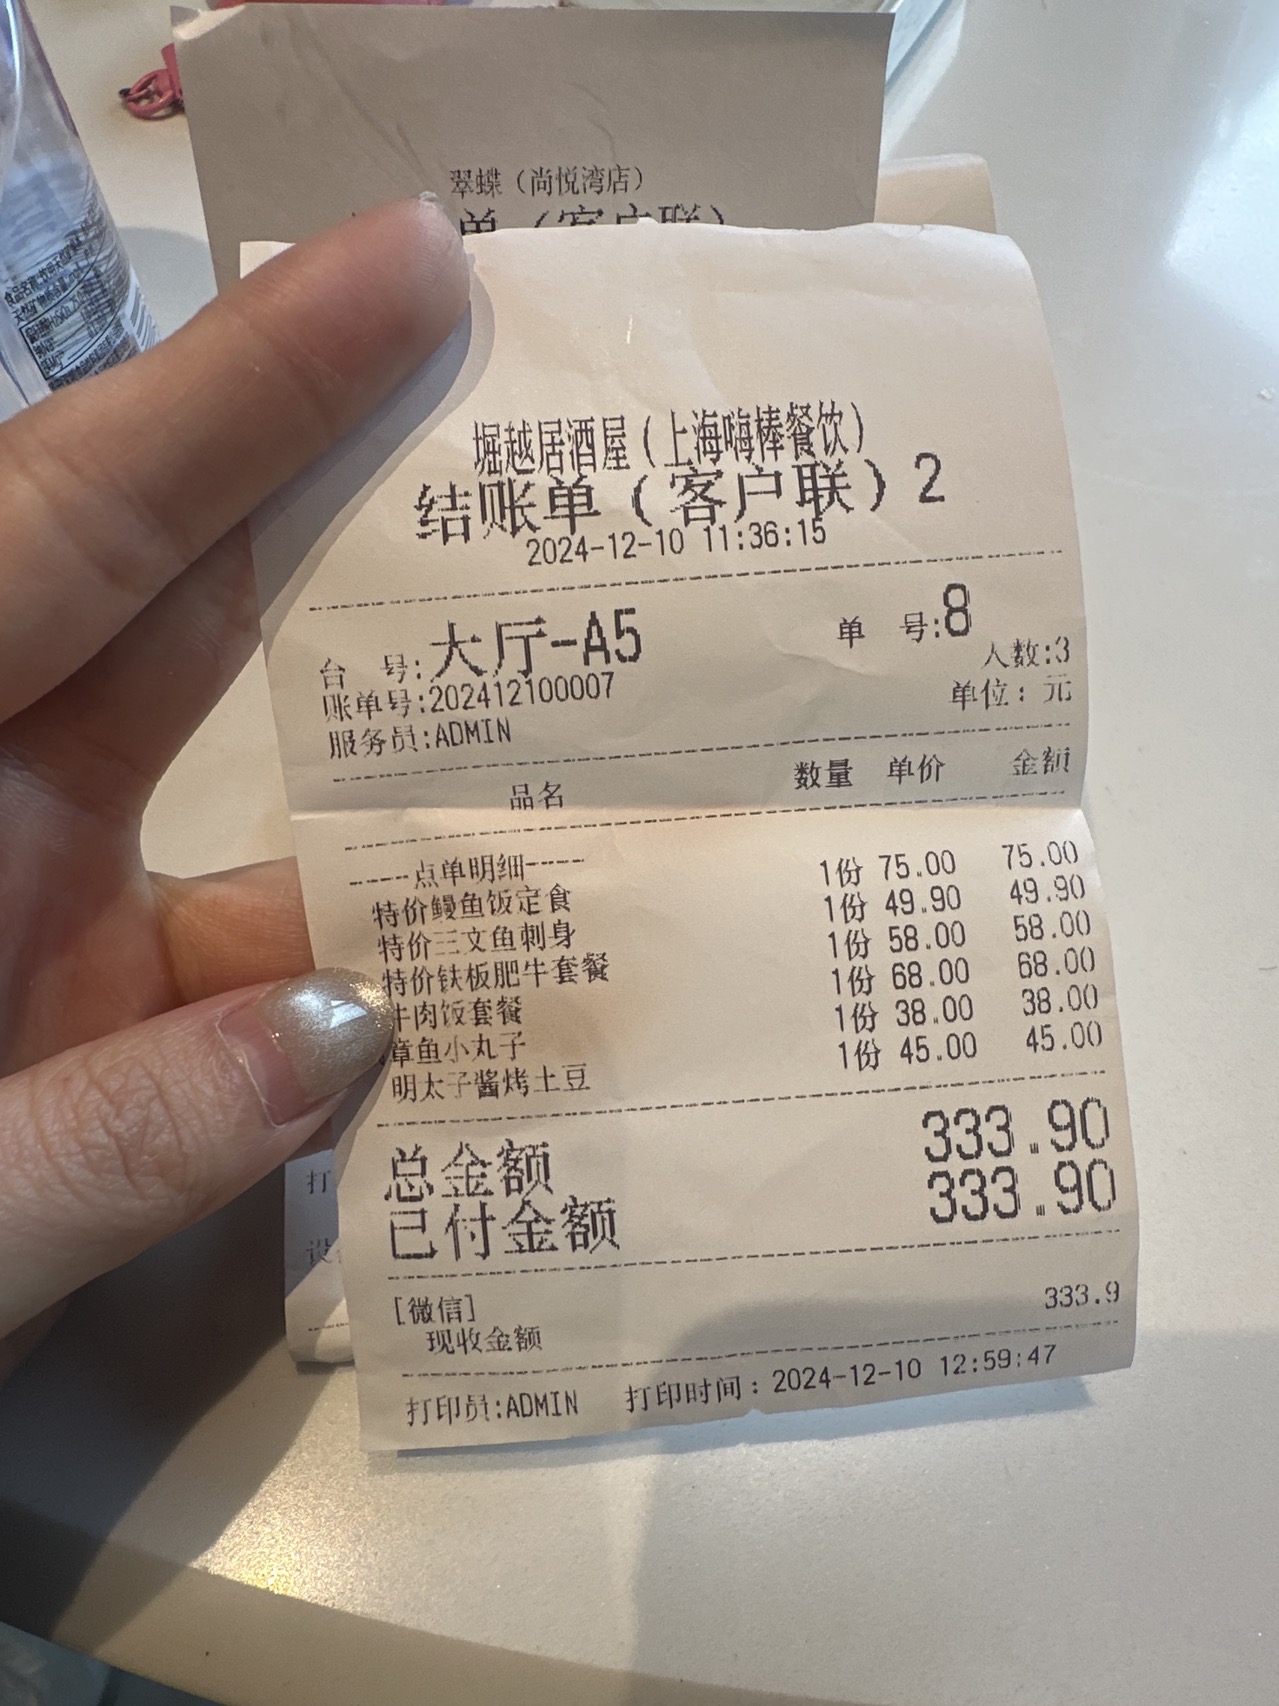 翠蝶（尚悦湾店）
单（客户联）
堀越居酒屋（上海嗨棒餐饮）
结账单（客户联）2
2024-12-10 11:36:15
台 号:大厅-A5 单 号:8
人数:3
账单号:202412100007
单位：元
服务员:ADMIN
品名 数量 单价 金额
----点单明细----
特价鳗鱼饭定食 1份 75.00 75.00
特价三文鱼刺身 1份 49.90 49.90
特价铁板肥牛套餐 1份 58.00 58.00
牛肉饭套餐 1份 68.00 68.00
章鱼小丸子 1份 38.00 38.00
明太子酱烤土豆 1份 45.00 45.00
总金额 333.90
已付金额 333.90
[微信] 333.9
现收金额
打印员:ADMIN 打印时间：2024-12-10 12:59:47
打
设